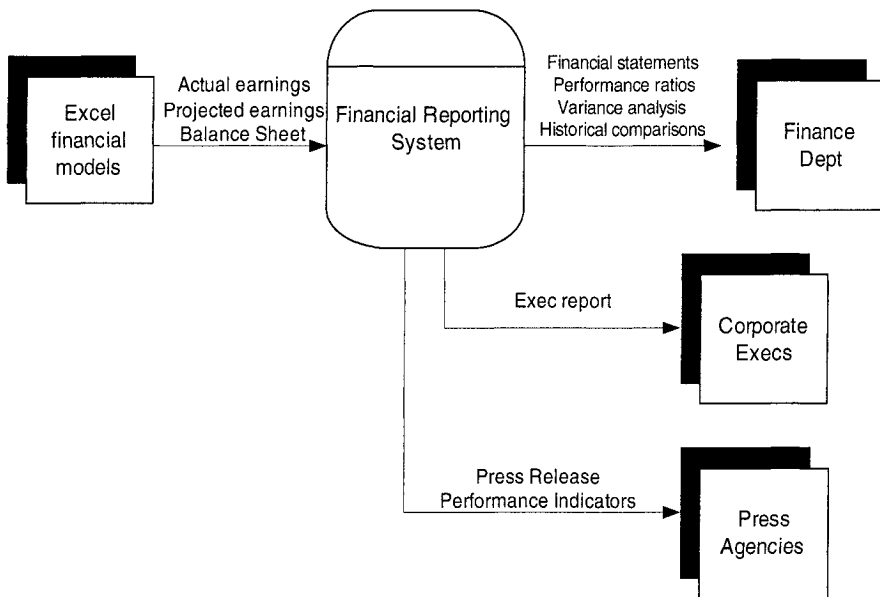 Excel
financial
models
Actual earnings
Projected earnings
Balance Sheet
Financial Reporting
System
Financial statements
Performance ratios
Variance analysis
Historical comparisons
Finance
Dept
Exec report
Corporate
Execs
Press Release
Performance Indicators
Press
Agencies